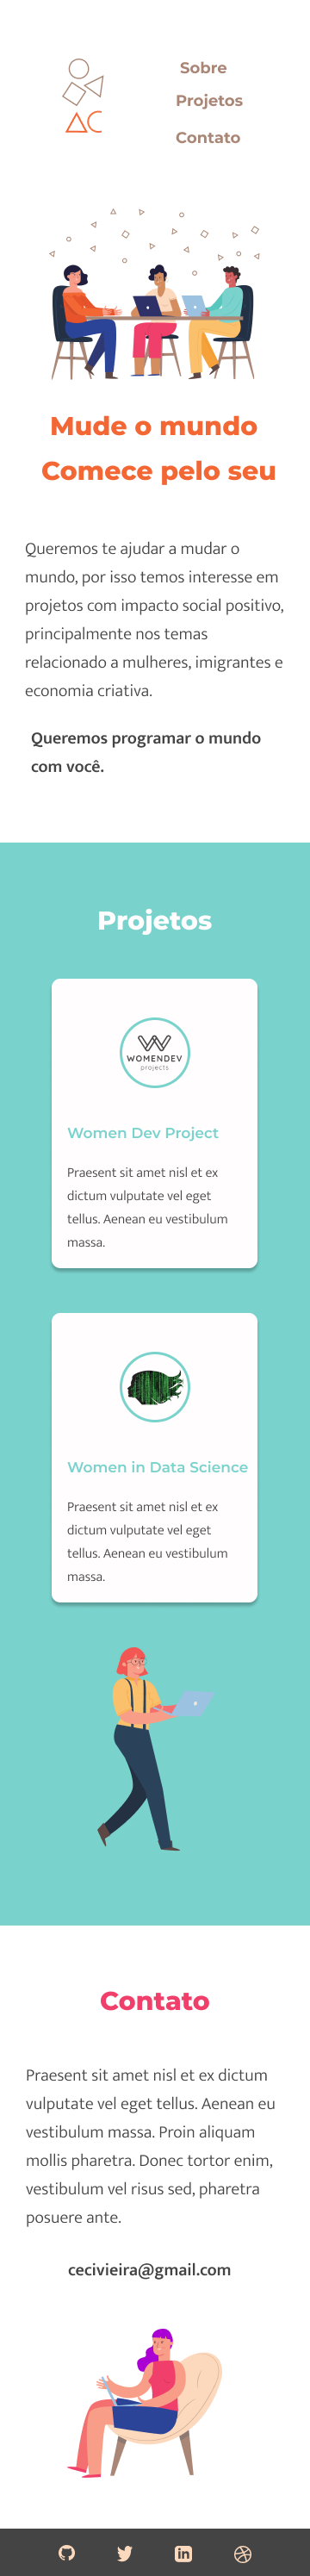 AC
Sobre
Projetos
Contato
Mude o mundo
Comece pelo seu
Queremos te ajudar a mudar o
mundo, por isso temos interesse em
projetos com impacto social positivo,
principalmente nos temas
relacionado a mulheres, imigrantes e
economia criativa.
Queremos programar o mundo
com você.
Projetos
WOMENDEV
projects
Women Dev Project
Praesent sit amet nisl et ex
dictum vulputate vel eget
tellus. Aenean eu vestibulum
massa.
Women in Data Science
Praesent sit amet nisl et ex
dictum vulputate vel eget
tellus. Aenean eu vestibulum
massa.
Contato
Praesent sit amet nisl et ex dictum
vulputate vel eget tellus. Aenean eu
vestibulum massa. Proin aliquam
mollis pharetra. Donec tortor enim,
vestibulum vel risus sed, pharetra
posuere ante.
cecivieira@gmail.com
in